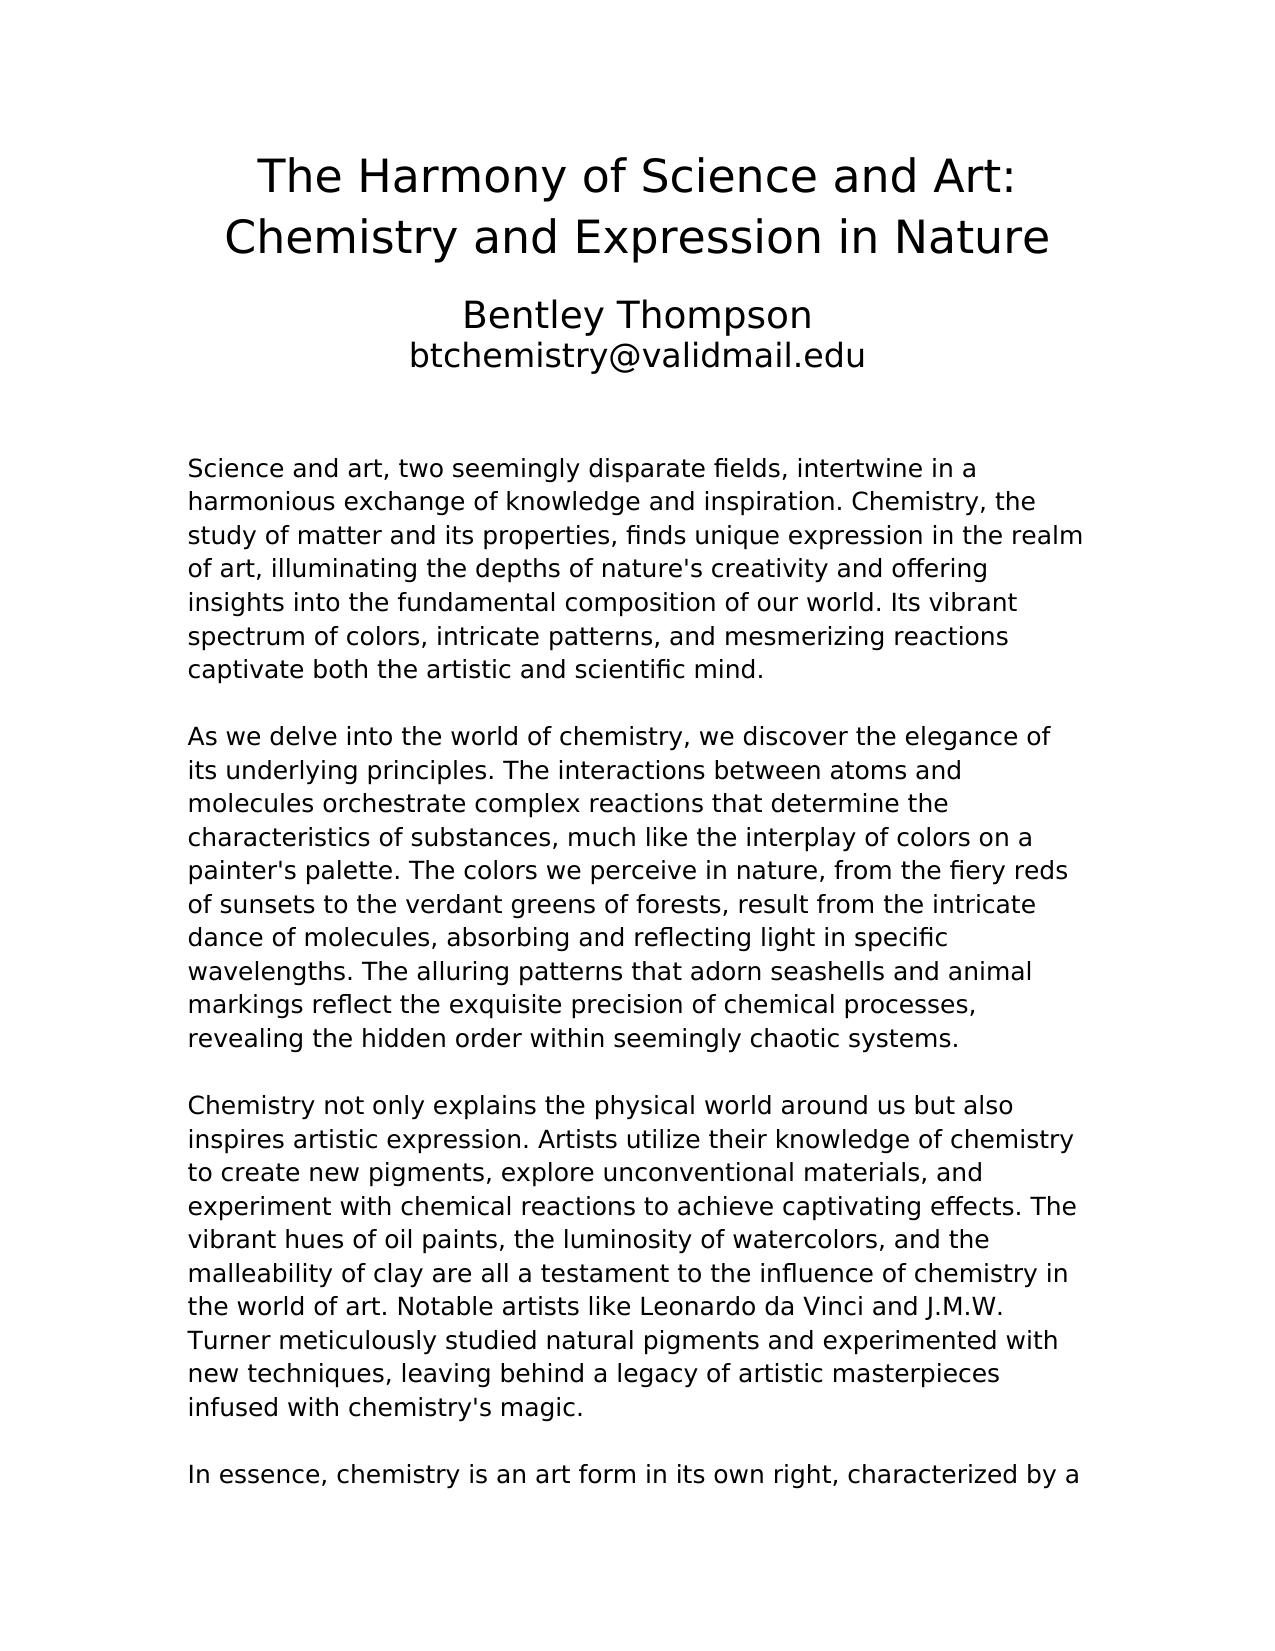 The Harmony of Science and Art:
Chemistry and Expression in Nature
Bentley Thompson
btchemistry@validmail.edu
Science and art, two seemingly disparate fields, intertwine in a
harmonious exchange of knowledge and inspiration. Chemistry, the
study of matter and its properties, finds unique expression in the realm
of art, illuminating the depths of nature's creativity and offering
insights into the fundamental composition of our world. Its vibrant
spectrum of colors, intricate patterns, and mesmerizing reactions
captivate both the artistic and scientific mind.
As we delve into the world of chemistry, we discover the elegance of
its underlying principles. The interactions between atoms and
molecules orchestrate complex reactions that determine the
characteristics of substances, much like the interplay of colors on a
painter's palette. The colors we perceive in nature, from the fiery reds
of sunsets to the verdant greens of forests, result from the intricate
dance of molecules, absorbing and reflecting light in specific
wavelengths. The alluring patterns that adorn seashells and animal
markings reflect the exquisite precision of chemical processes,
revealing the hidden order within seemingly chaotic systems.
Chemistry not only explains the physical world around us but also
inspires artistic expression. Artists utilize their knowledge of chemistry
to create new pigments, explore unconventional materials, and
experiment with chemical reactions to achieve captivating effects. The
vibrant hues of oil paints, the luminosity of watercolors, and the
malleability of clay are all a testament to the influence of chemistry in
the world of art. Notable artists like Leonardo da Vinci and J.M.W.
Turner meticulously studied natural pigments and experimented with
new techniques, leaving behind a legacy of artistic masterpieces
infused with chemistry's magic.
In essence, chemistry is an art form in its own right, characterized by a